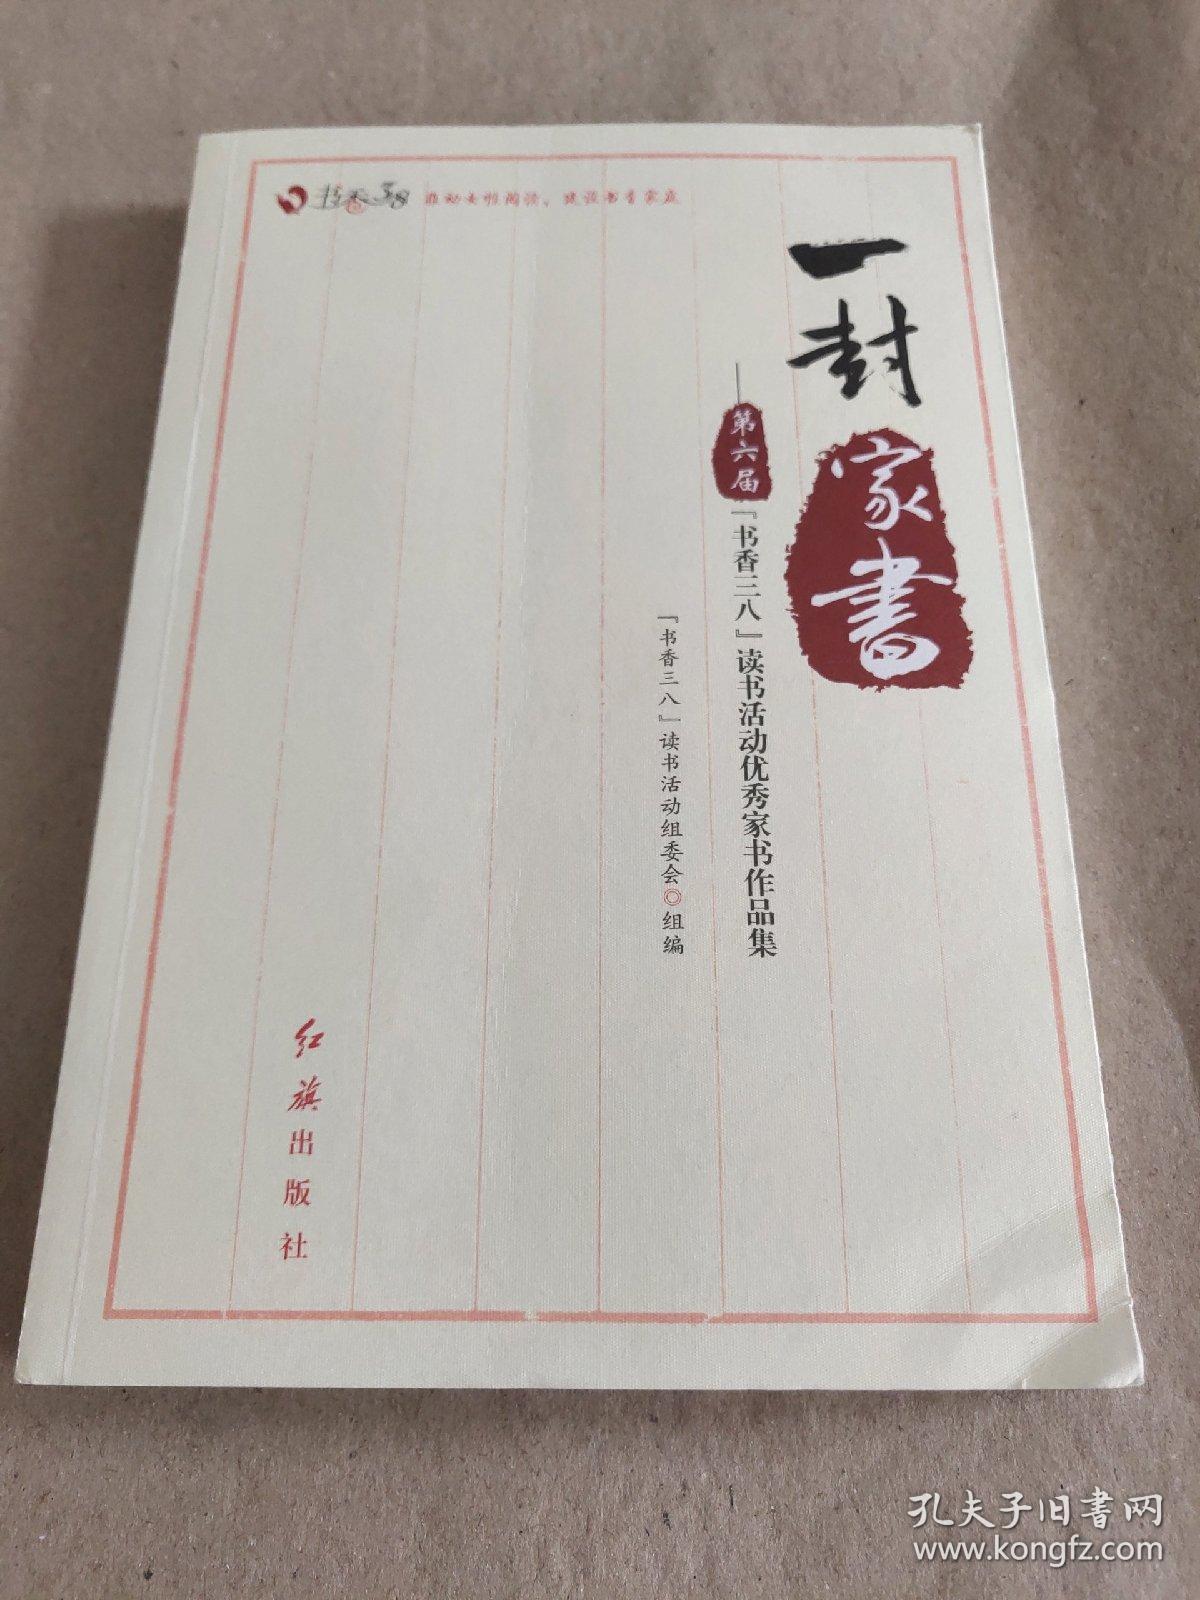 书香38 推动女性阅读，建设书香家庭
一封家書
——第六届『书香三八』读书活动优秀家书作品集
『书香三八』读书活动组委会◎组编
红旗出版社
孔夫子旧书网
www.kongfz.com